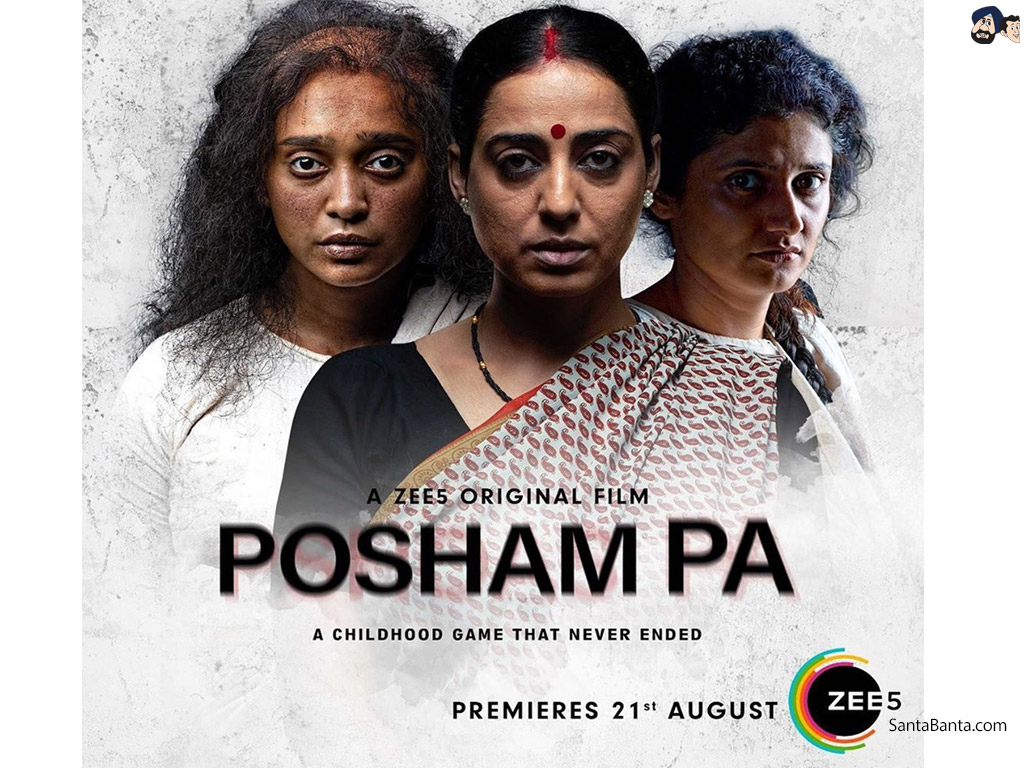 A ZEE5 ORIGINAL FILM
POSHAM PA
A CHILDHOOD GAME THAT NEVER ENDED
PREMIERES 21st AUGUST
ZEE5
SantaBanta.com